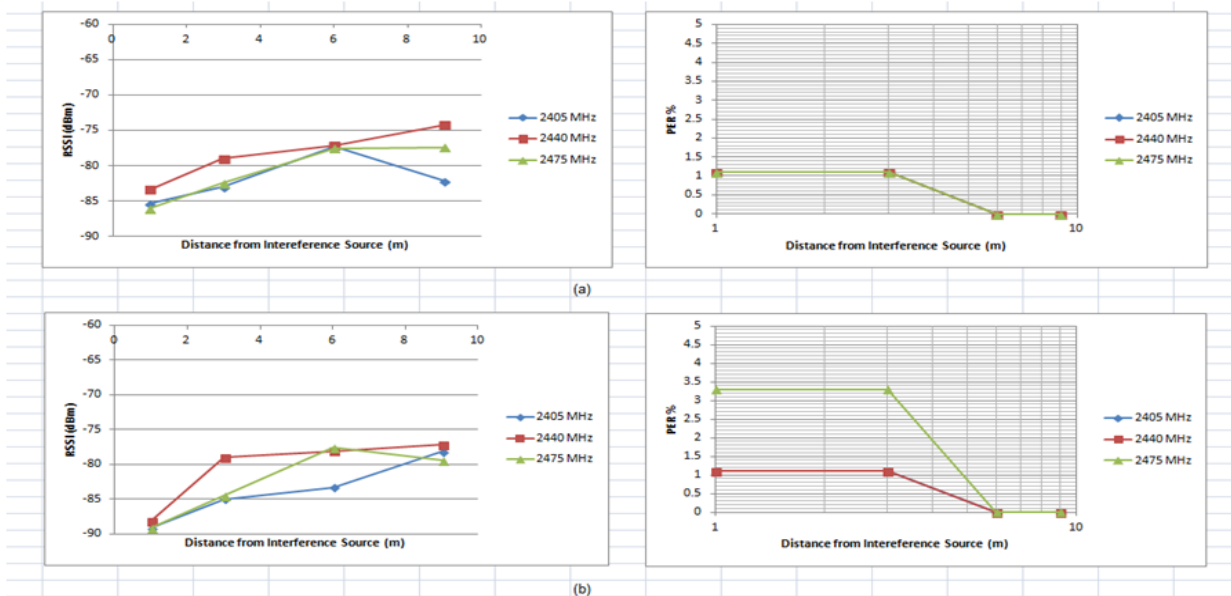 -60
0 2 4 6 8 10
-65
-70
-75
-80
-85
-90
RSSI(dBm)
Distance from Intereference Source (m)
2405 MHz
2440 MHz
2475 MHz
5
4.5
4
3.5
3
2.5
2
1.5
1
0.5
0
PER %
1 10
Distance from Interference Source (m)
2405 MHz
2440 MHz
2475 MHz
(a)
-60
0 2 4 6 8 10
-65
-70
-75
-80
-85
-90
RSSI(dBm)
Distance from Interference Source (m)
2405 MHz
2440 MHz
2475 MHz
5
4.5
4
3.5
3
2.5
2
1.5
1
0.5
0
PER %
1 10
Distance from Intereference Source (m)
2405 MHz
2440 MHz
2475 MHz
(b)